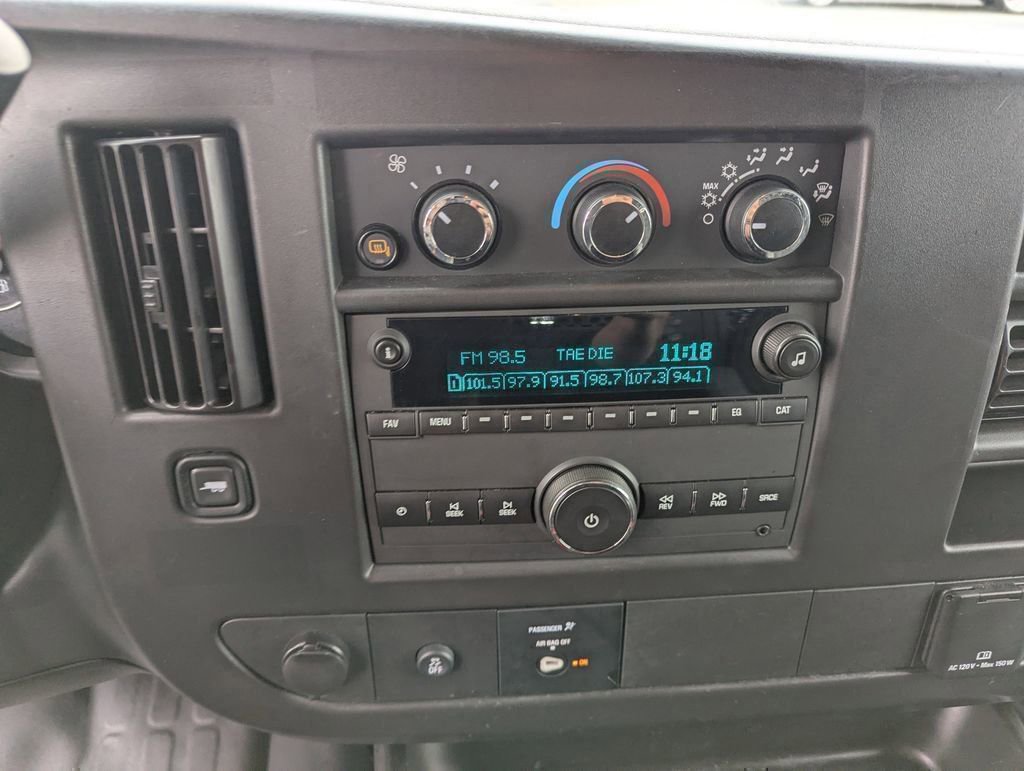 MAX
FM 98.5 TAE DIE 11:18
1 101.5 97.9 91.5 98.7 107.3 94.1
FAV MENU EQ CAT
SEEK SEEK REV FWD SRCE
PASSENGER
AIR BAG OFF
OFF ON
AC 120V - Max 150W